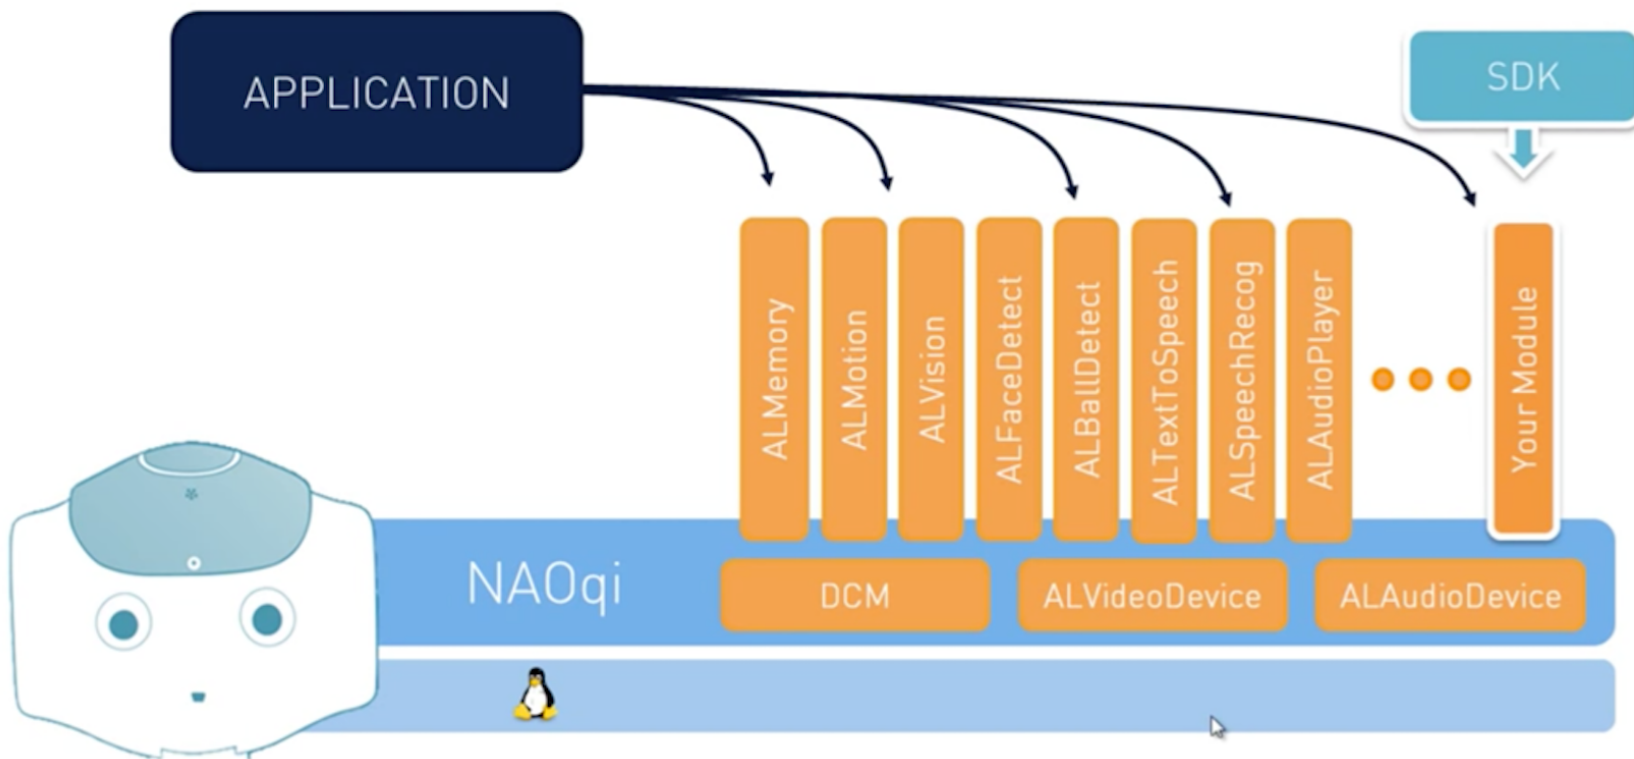 APPLICATION
SDK
ALMemory
ALMotion
ALVision
ALFaceDetect
ALBallDetect
ALTextToSpeech
ALSpeechRecog
ALAudioPlayer
Your Module
NAOqi
DCM
ALVideoDevice
ALAudioDevice